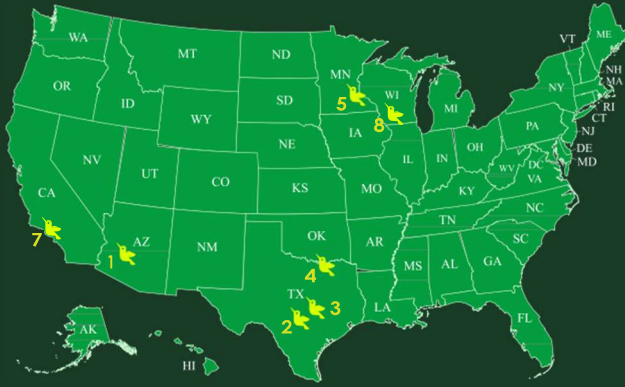 WA
MT
ND
MN
VT
ME
OR
ID
SD
WI
MI
NY
NH
MA
RI
CT
WY
5
8
IA
NE
PA
NJ
NV
UT
CO
IL
IN
OH
DE
MD
DC
WV
VA
CA
KS
MO
KY
NC
TN
7
1
AZ
NM
OK
AR
SC
MS
AL
GA
4
TX
3
2
LA
FL
AK
HI